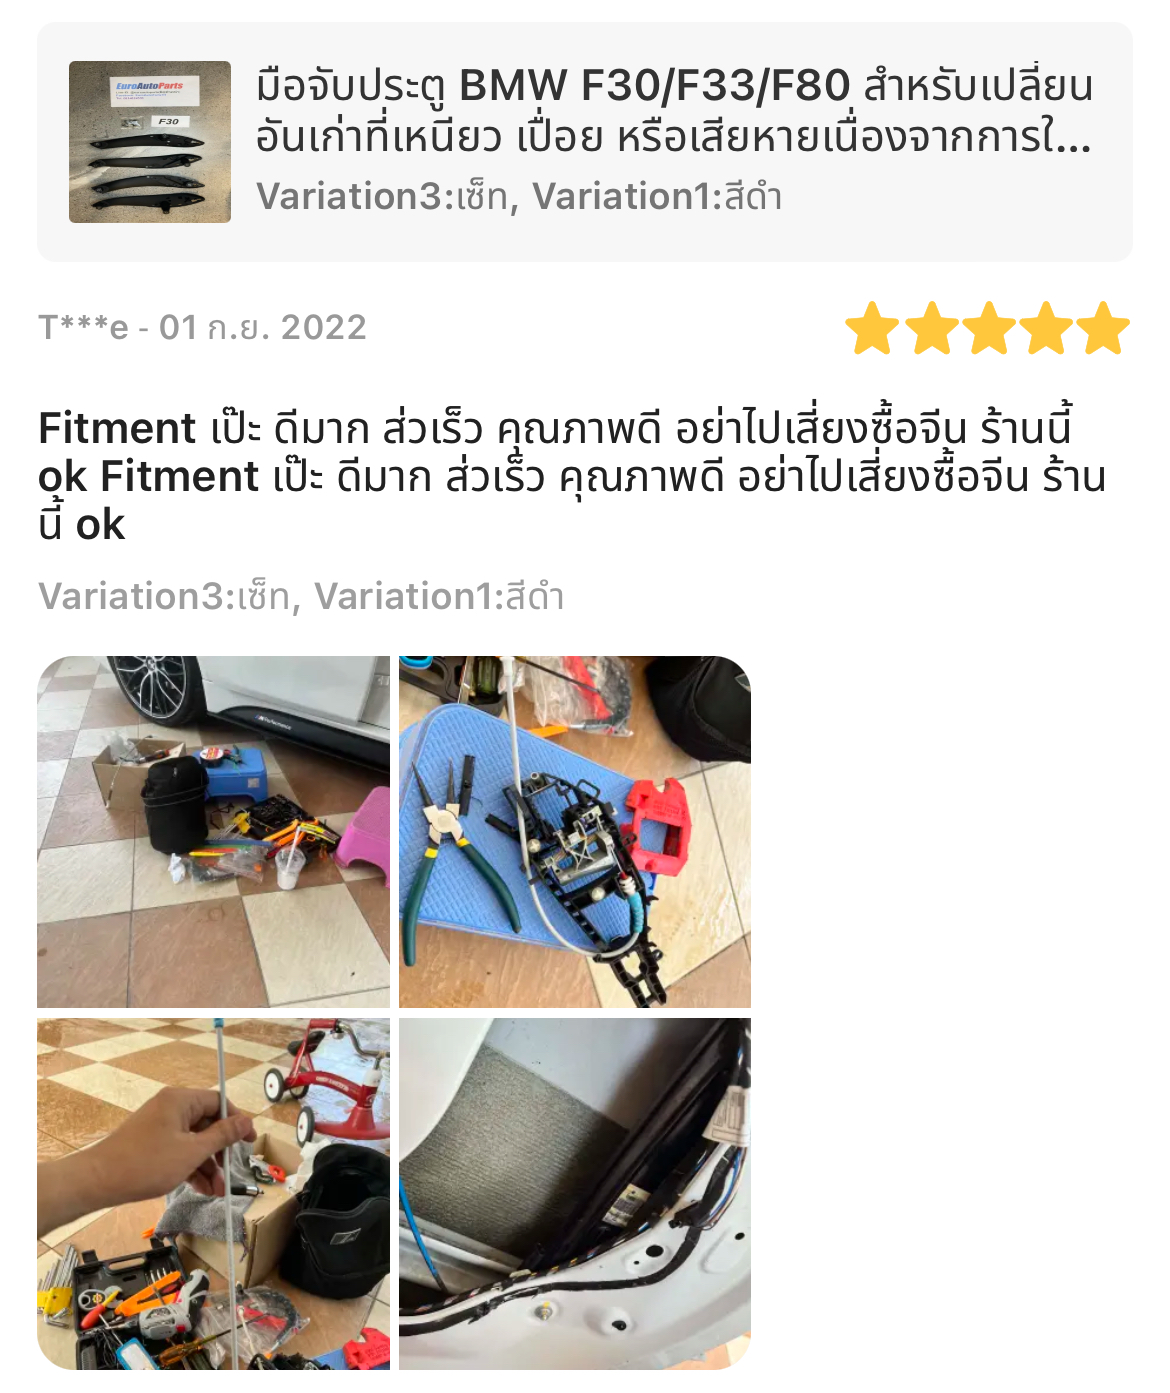 EuroAutoParts
F30
มือจับประตู BMW F30/F33/F80 สำหรับเปลี่ยน
อันเก่าที่เหนียว เปื่อย หรือเสียหายเนื่องจากการใ...
Variation3:เซ็ท, Variation1:สีดำ
T***e - 01 ก.ย. 2022
Fitment เป๊ะ ดีมาก ส่วเร็ว คุณภาพดี อย่าไปเสี่ยงซื้อจีน ร้านนี้
ok Fitment เป๊ะ ดีมาก ส่วเร็ว คุณภาพดี อย่าไปเสี่ยงซื้อจีน ร้าน
นี้ ok
Variation3:เซ็ท, Variation1:สีดำ